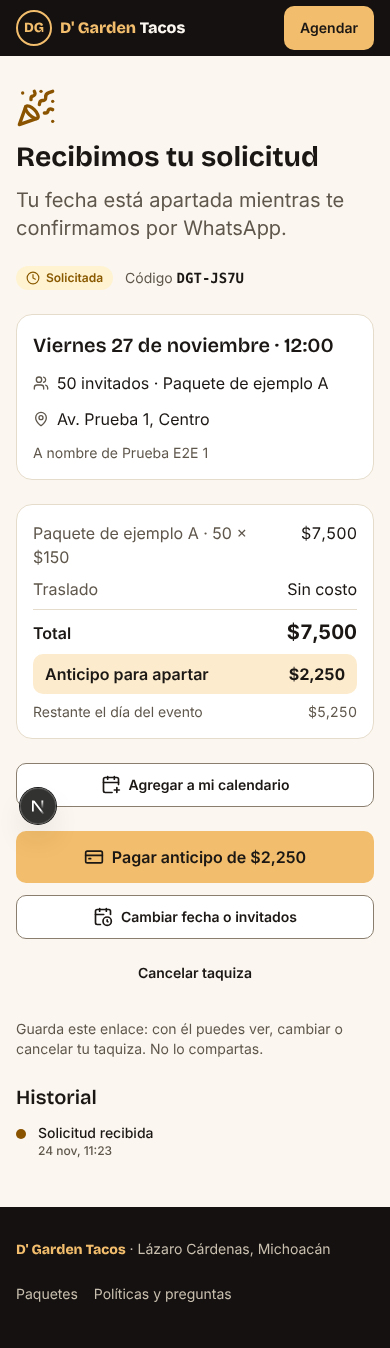 DG D' Garden Tacos Agendar
Recibimos tu solicitud
Tu fecha está apartada mientras te
confirmamos por WhatsApp.
Solicitada Código DGT-JS7U
Viernes 27 de noviembre · 12:00
50 invitados · Paquete de ejemplo A
Av. Prueba 1, Centro
A nombre de Prueba E2E 1
Paquete de ejemplo A · 50 × $7,500
$150
Traslado Sin costo
Total $7,500
Anticipo para apartar $2,250
Restante el día del evento $5,250
Agregar a mi calendario
N
Pagar anticipo de $2,250
Cambiar fecha o invitados
Cancelar taquiza
Guarda este enlace: con él puedes ver, cambiar o
cancelar tu taquiza. No lo compartas.
Historial
Solicitud recibida
24 nov, 11:23
D' Garden Tacos · Lázaro Cárdenas, Michoacán
Paquetes Políticas y preguntas